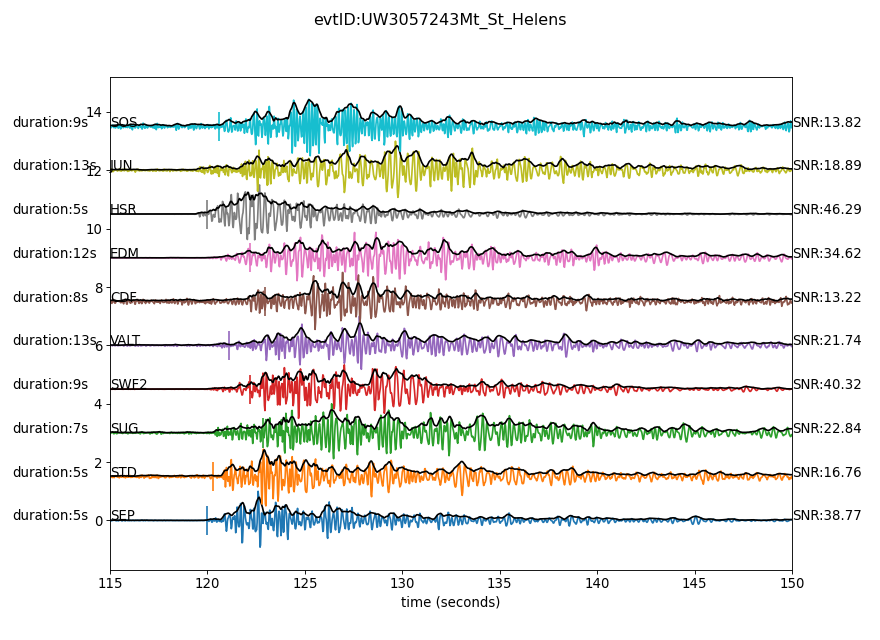 evtID:UW3057243Mt_St_Helens
14
duration:9s SOS SNR:13.82
duration:13s JUN SNR:18.89
12
duration:5s HSR SNR:46.29
10
duration:12s EDM SNR:34.62
8
duration:8s CDF SNR:13.22
duration:13s VALT SNR:21.74
6
duration:9s SWF2 SNR:40.32
4
duration:7s SUG SNR:22.84
2
duration:5s STD SNR:16.76
duration:5s SEP SNR:38.77
0
115 120 125 130 135 140 145 150
time (seconds)